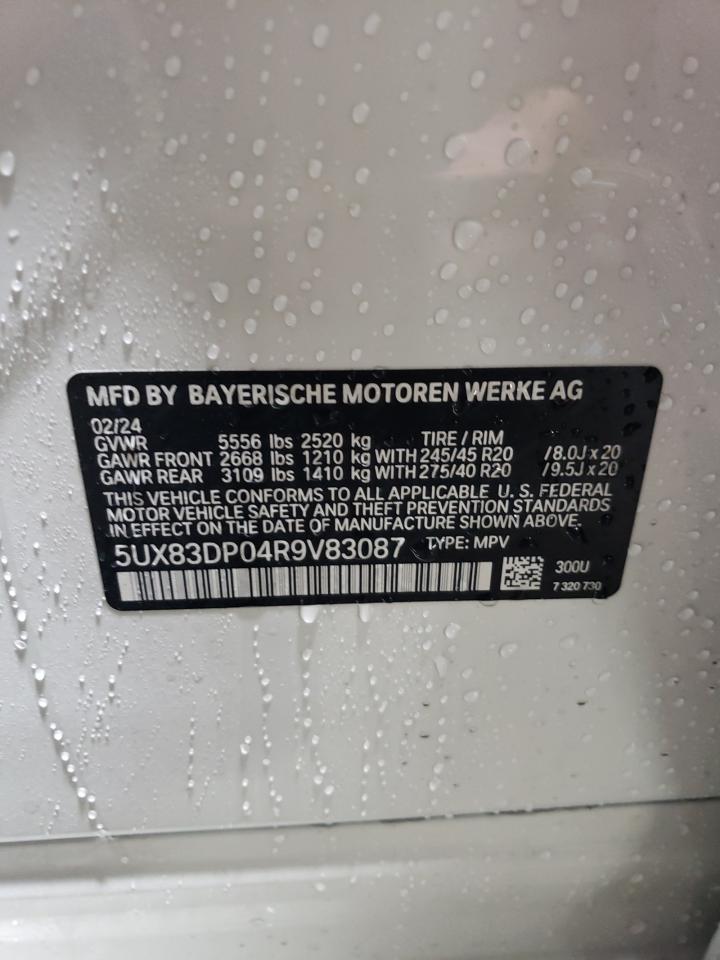 MFD BY BAYERISCHE MOTOREN WERKE AG
02/24
GVWR 5556 lbs 2520 kg TIRE / RIM
GAWR FRONT 2668 lbs 1210 kg WITH 245/45 R20 /8.0J x 20
GAWR REAR 3109 lbs 1410 kg WITH 275/40 R20 /9.5J x 20
THIS VEHICLE CONFORMS TO ALL APPLICABLE U. S. FEDERAL
MOTOR VEHICLE SAFETY AND THEFT PREVENTION STANDARDS
IN EFFECT ON THE DATE OF MANUFACTURE SHOWN ABOVE.
5UX83DP04R9V83087 TYPE: MPV
300U
7 320 730